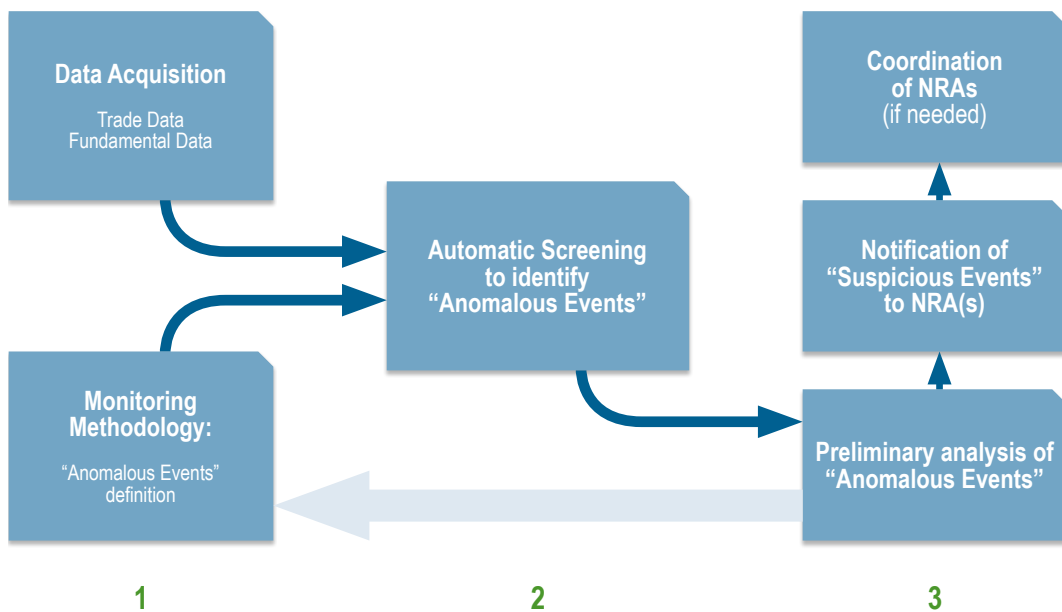 Data Acquisition
Trade Data
Fundamental Data
Monitoring
Methodology:
“Anomalous Events”
definition
Automatic Screening
to identify
“Anomalous Events”
Coordination
of NRAs
(if needed)
Notification of
“Suspicious Events”
to NRA(s)
Preliminary analysis of
“Anomalous Events”
1
2
3